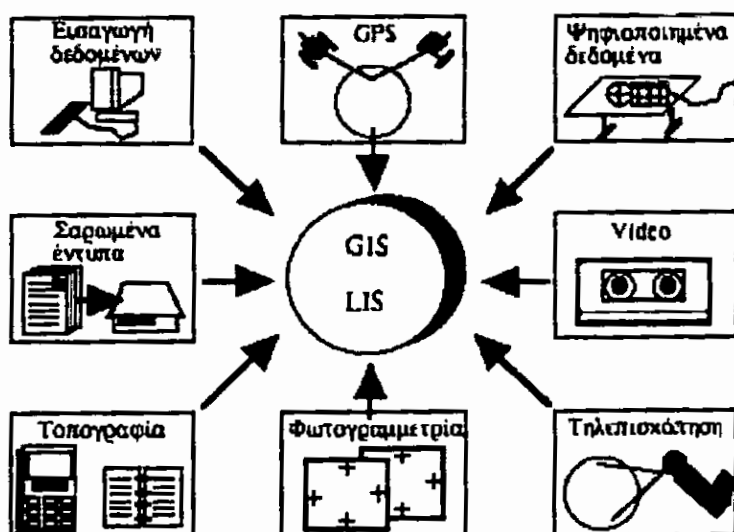 Εισαγωγή
δεδομένων
GPS
Ψηφιοποιημένα
δεδομένα
Σαρωμένα
έντυπα
GIS
LIS
Video
Τοπογραφία
Φωτογραμμετρία
Τηλεπισκόπηση